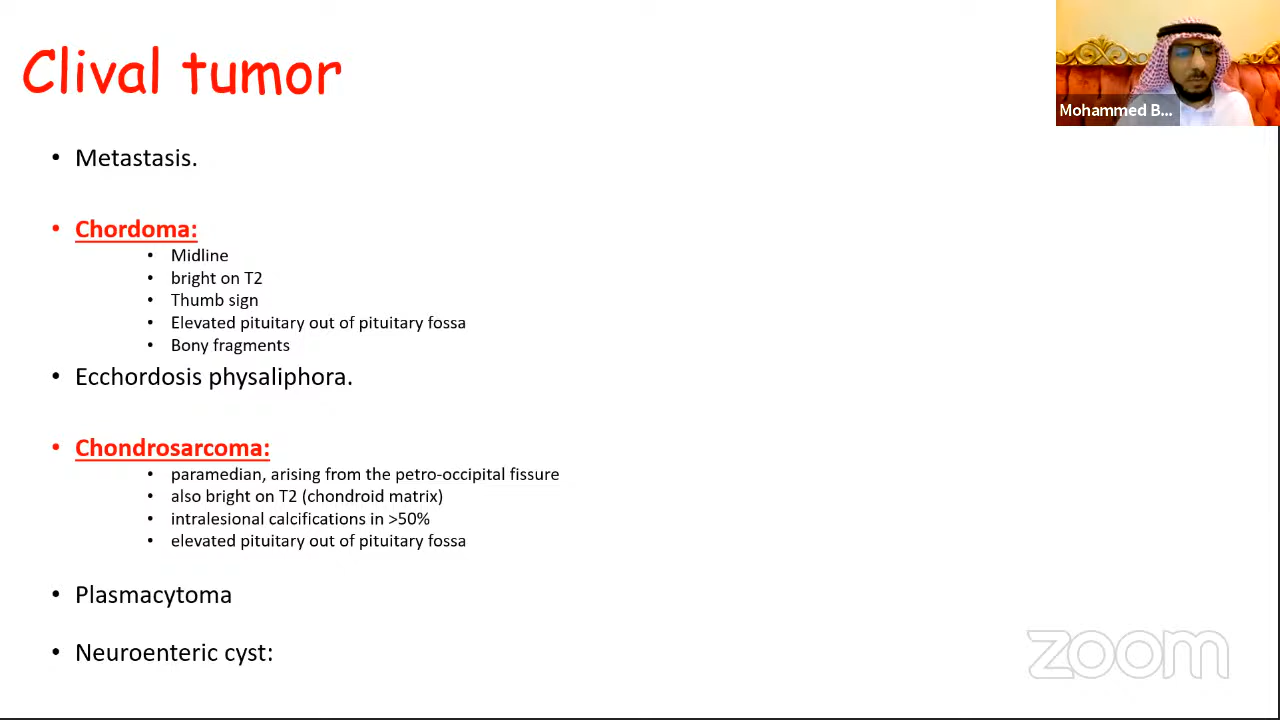 Clival tumor
Mohammed B...
• Metastasis.
• Chordoma:
• Midline
• bright on T2
• Thumb sign
• Elevated pituitary out of pituitary fossa
• Bony fragments
• Ecchordosis physaliphora.
• Chondrosarcoma:
• paramedian, arising from the petro-occipital fissure
• also bright on T2 (chondroid matrix)
• intralesional calcifications in >50%
• elevated pituitary out of pituitary fossa
• Plasmacytoma
• Neuroenteric cyst:
zoom